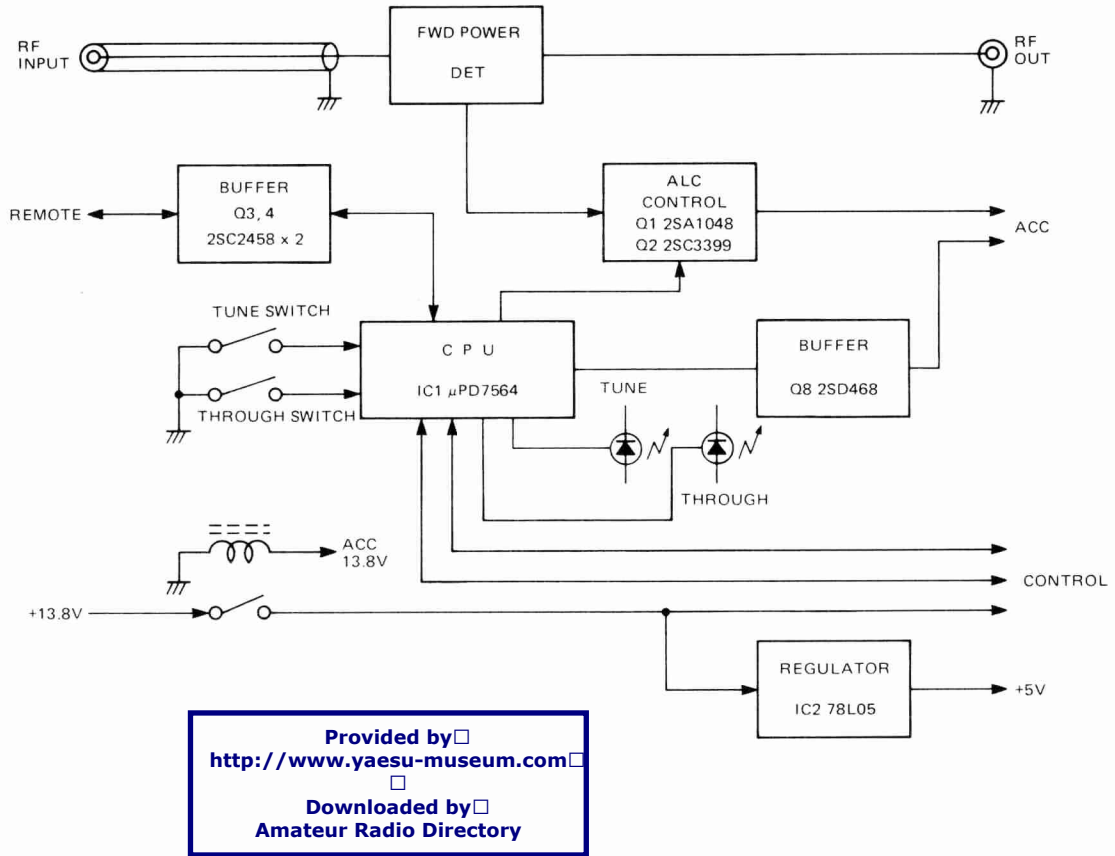 RF
INPUT
FWD POWER
DET
RF
OUT
REMOTE
BUFFER
Q3, 4
2SC2458 x 2
ALC
CONTROL
Q1 2SA1048
Q2 2SC3399
ACC
TUNE SWITCH
THROUGH SWITCH
C P U
IC1 μPD7564
BUFFER
Q8 2SD468
TUNE
THROUGH
ACC
13.8V
CONTROL
+13.8V
REGULATOR
IC2 78L05
+5V
Provided by□
http://www.yaesu-museum.com□
□
Downloaded by□
Amateur Radio Directory